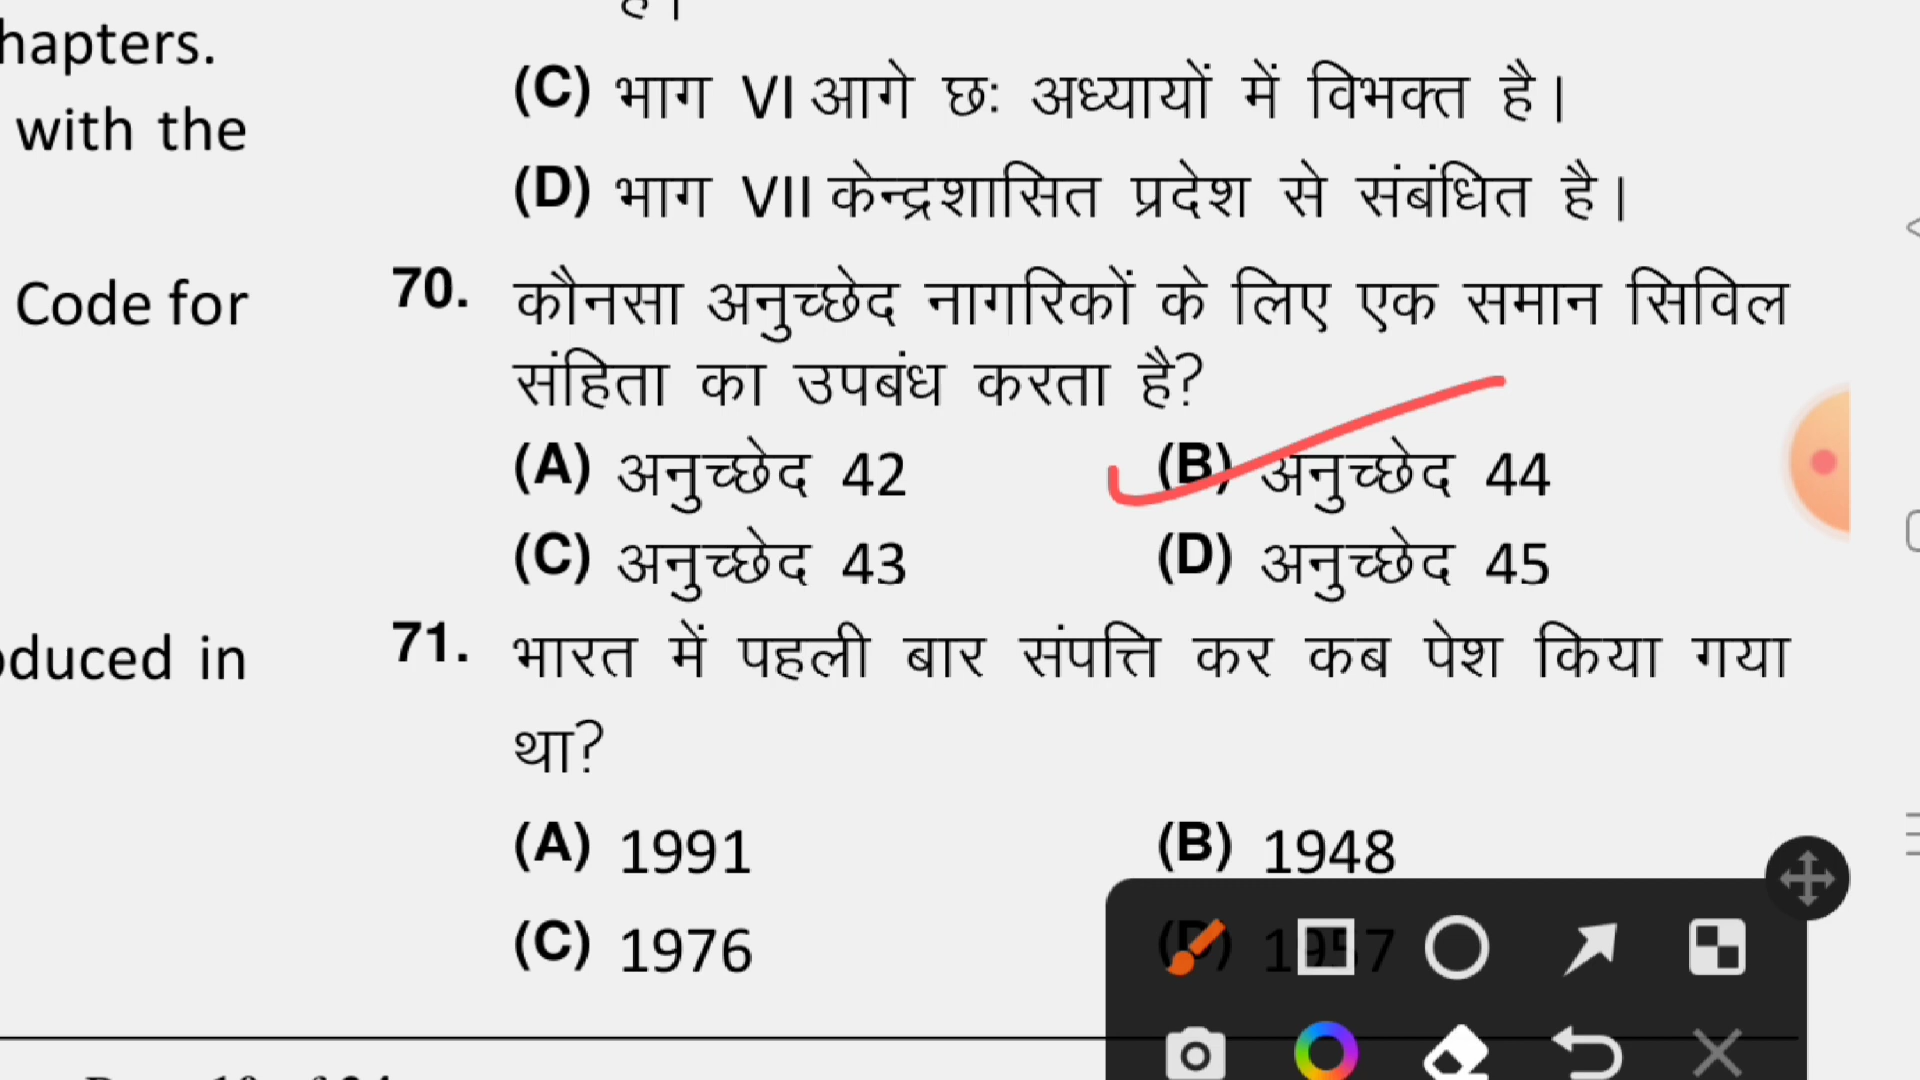 hapters.
with the
Code for
oduced in
है।
(C) भाग VI आगे छः अध्यायों में विभक्त है।
(D) भाग VII केन्द्रशासित प्रदेश से संबंधित है।
70. कौनसा अनुच्छेद नागरिकों के लिए एक समान सिविल
संहिता का उपबंध करता है?
(A) अनुच्छेद 42 (B) अनुच्छेद 44
(C) अनुच्छेद 43 (D) अनुच्छेद 45
71. भारत में पहली बार संपत्ति कर कब पेश किया गया
था?
(A) 1991 (B) 1948
(C) 1976 (D) 1957